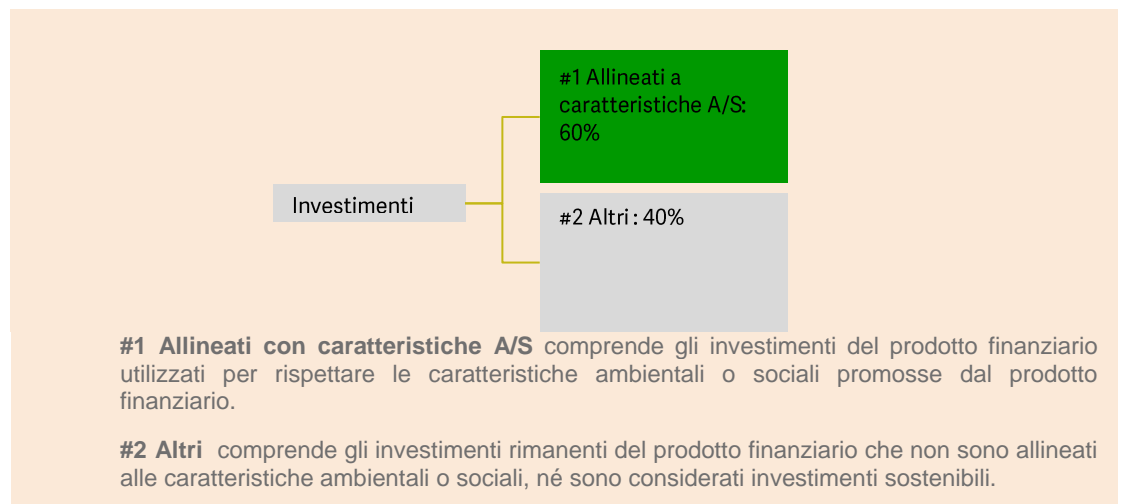 #1 Allineati a
caratteristiche A/S:
60%
Investimenti
#2 Altri : 40%
#1 Allineati con caratteristiche A/S comprende gli investimenti del prodotto finanziario
utilizzati per rispettare le caratteristiche ambientali o sociali promosse dal prodotto
finanziario.
#2 Altri comprende gli investimenti rimanenti del prodotto finanziario che non sono allineati
alle caratteristiche ambientali o sociali, né sono considerati investimenti sostenibili.